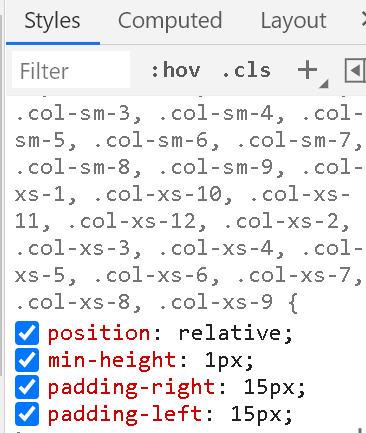 Styles Computed Layout
Filter :hov .cls +
.col-sm-3, .col-sm-4, .col-
sm-5, .col-sm-6, .col-sm-7,
.col-sm-8, .col-sm-9, .col-
xs-1, .col-xs-10, .col-xs-
11, .col-xs-12, .col-xs-2,
.col-xs-3, .col-xs-4, .col-
xs-5, .col-xs-6, .col-xs-7,
.col-xs-8, .col-xs-9 {
position: relative;
min-height: 1px;
padding-right: 15px;
padding-left: 15px;